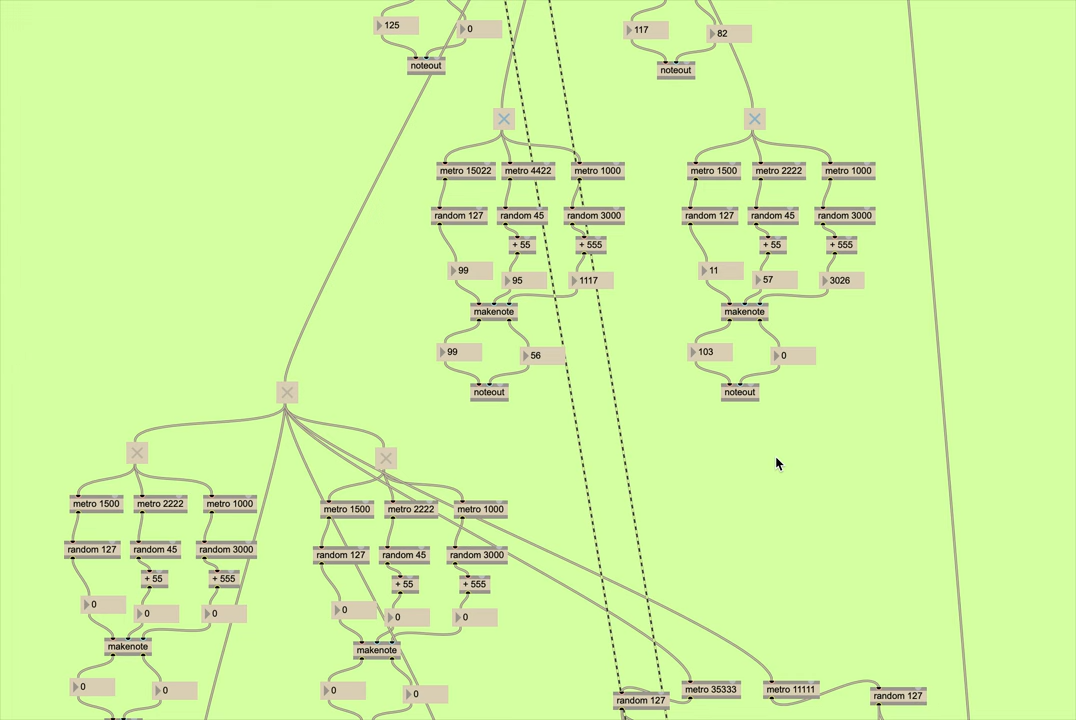 125
0
117
82
noteout
noteout
metro 15022
metro 4422
metro 1000
metro 1500
metro 2222
metro 1000
random 127
random 45
random 3000
random 127
random 45
random 3000
+ 55
+ 555
+ 55
+ 555
99
95
1117
11
57
3026
makenote
makenote
99
56
103
0
noteout
noteout
metro 1500
metro 2222
metro 1000
metro 1500
metro 2222
metro 1000
random 127
random 45
random 3000
random 127
random 45
random 3000
+ 55
+ 555
+ 55
+ 555
0
0
0
0
0
0
makenote
makenote
0
0
0
0
random 127
metro 35333
metro 11111
random 127